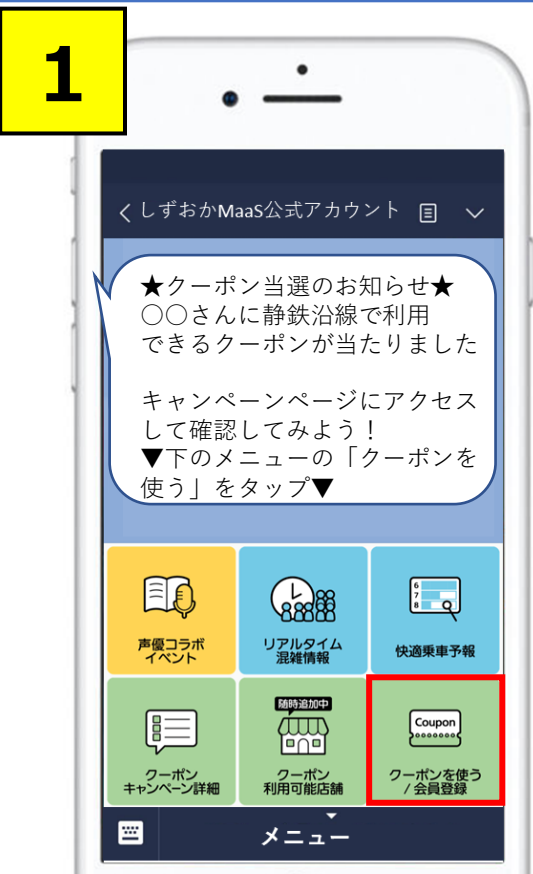 1
しずおかMaaS公式アカウント
★クーポン当選のお知らせ★
〇〇さんに静鉄沿線で利用
できるクーポンが当たりました
キャンペーンページにアクセス
して確認してみよう！
▼下のメニューの「クーポンを
使う」をタップ▼
声優コラボ
イベント
リアルタイム
混雑情報
6
7
8
快適乗車予報
クーポン
キャンペーン詳細
随時追加中
クーポン
利用可能店舗
Coupon
クーポンを使う
/ 会員登録
メニュー